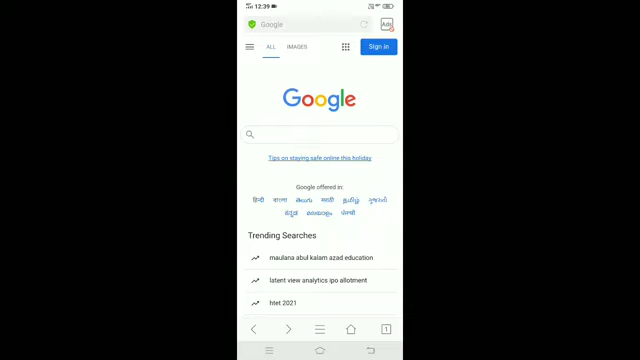 12:39
Google
Ads
ALL IMAGES
Sign in
Google
Tips on staying safe online this holiday
Google offered in:
हिन्दी বাংলা తెలుగు मराठी தமிழ் ગુજરાતી
ಕನ್ನಡ മലയാളം ਪੰਜਾਬੀ
Trending Searches
maulana abul kalam azad education
latent view analytics ipo allotment
htet 2021
1